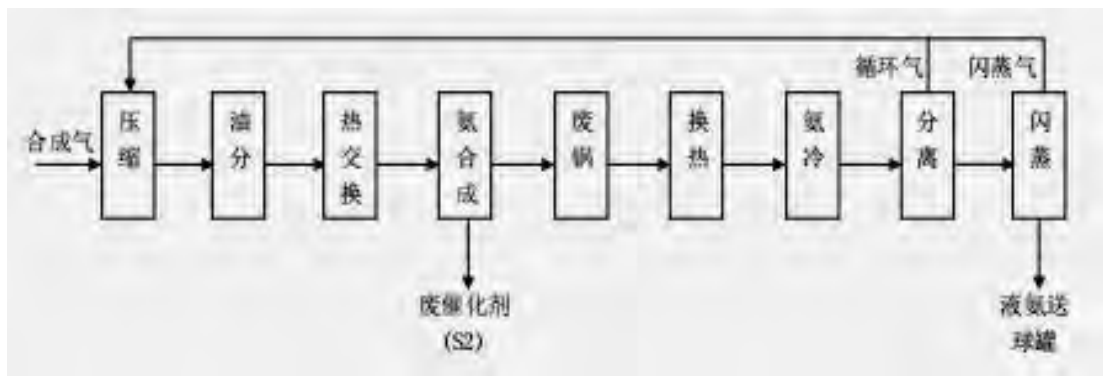 循环气
闪蒸气
合成气
压缩
油分
热交换
氨合成
废锅
换热
氨冷
分离
闪蒸
废催化剂
(S2)
液氨送
球罐